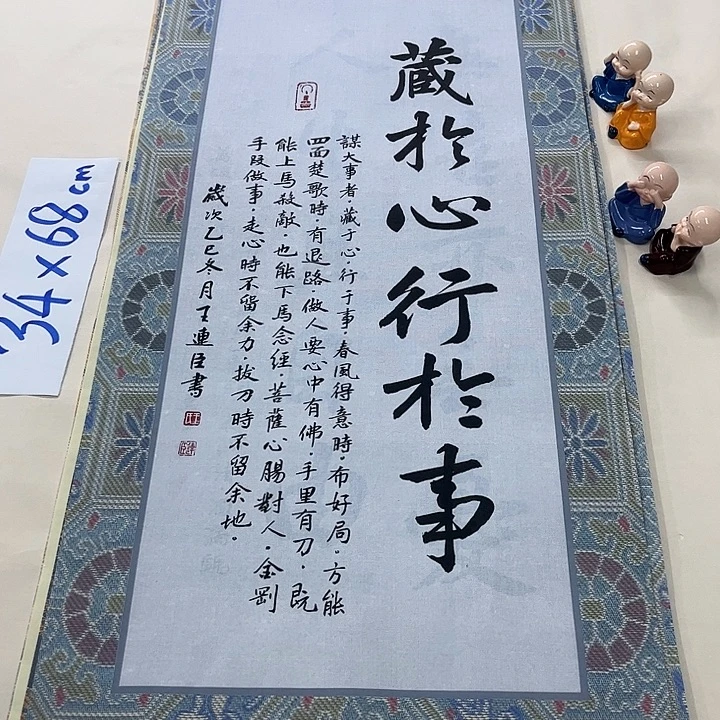 藏於心行於事
謀大事者。藏于心。行于事。春風得意時。布好局。方能
四面楚歌時。有退路。做人要心中有佛。手里有刀。既
能上馬殺敵。也能下馬念經。菩薩心腸對人。金剛
手段做事。走心時不留余力。拔刀時不留余地。
歲次乙巳冬月王連臣書
34x68cm